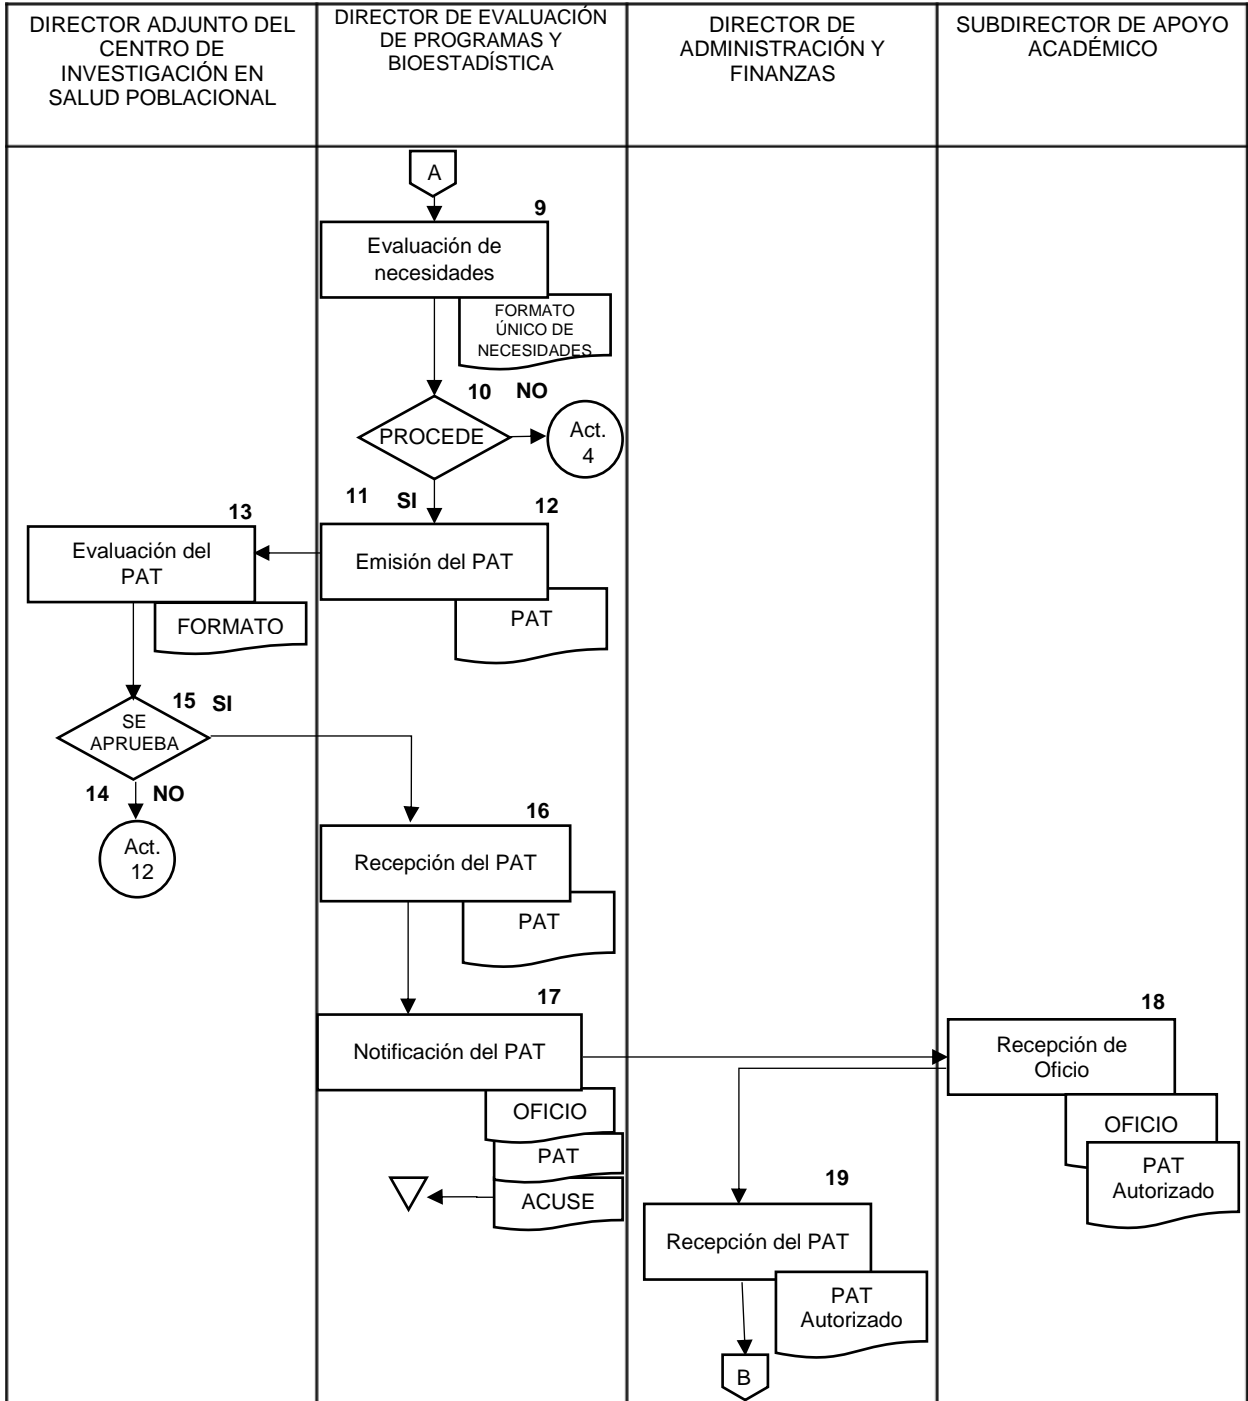 DIRECTOR ADJUNTO DEL
CENTRO DE
INVESTIGACIÓN EN
SALUD POBLACIONAL
DIRECTOR DE EVALUACIÓN
DE PROGRAMAS Y
BIOESTADÍSTICA
DIRECTOR DE
ADMINISTRACIÓN Y
FINANZAS
SUBDIRECTOR DE APOYO
ACADÉMICO
A
9
Evaluación de
necesidades
FORMATO
ÚNICO DE
NECESIDADES
10 NO
PROCEDE
Act.
4
11 SI 12
13
Evaluación del
PAT
Emisión del PAT
FORMATO
PAT
15 SI
SE
APRUEBA
14 NO
Act.
12
16
Recepción del PAT
PAT
17
Notificación del PAT
18
Recepción de
Oficio
OFICIO
PAT
ACUSE
OFICIO
PAT
Autorizado
19
Recepción del PAT
PAT
Autorizado
B